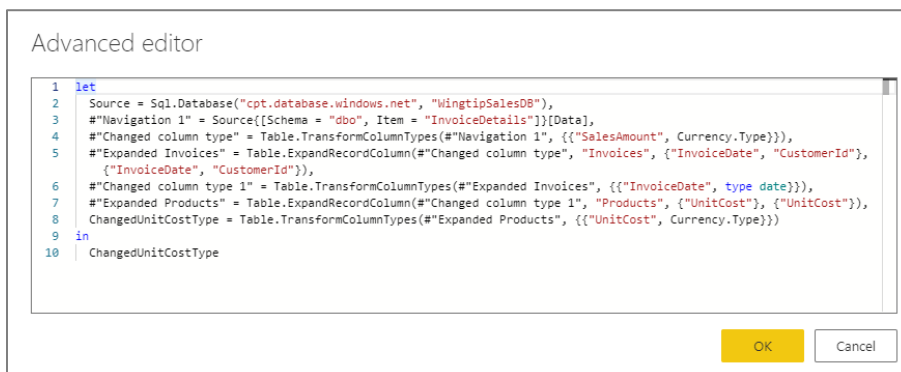 Advanced editor
1 let
2 Source = Sql.Database("cpt.database.windows.net", "WingtipSalesDB"),
3 #"Navigation 1" = Source{[Schema = "dbo", Item = "InvoiceDetails"]}[Data],
4 #"Changed column type" = Table.TransformColumnTypes(#"Navigation 1", {{"SalesAmount", Currency.Type}}),
5 #"Expanded Invoices" = Table.ExpandRecordColumn(#"Changed column type", "Invoices", {"InvoiceDate", "CustomerId"},
{"InvoiceDate", "CustomerId"}),
6 #"Changed column type 1" = Table.TransformColumnTypes(#"Expanded Invoices", {{"InvoiceDate", type date}}),
7 #"Expanded Products" = Table.ExpandRecordColumn(#"Changed column type 1", "Products", {"UnitCost"}, {"UnitCost"}),
8 ChangedUnitCostType = Table.TransformColumnTypes(#"Expanded Products", {{"UnitCost", Currency.Type}})
9 in
10 ChangedUnitCostType
OK Cancel